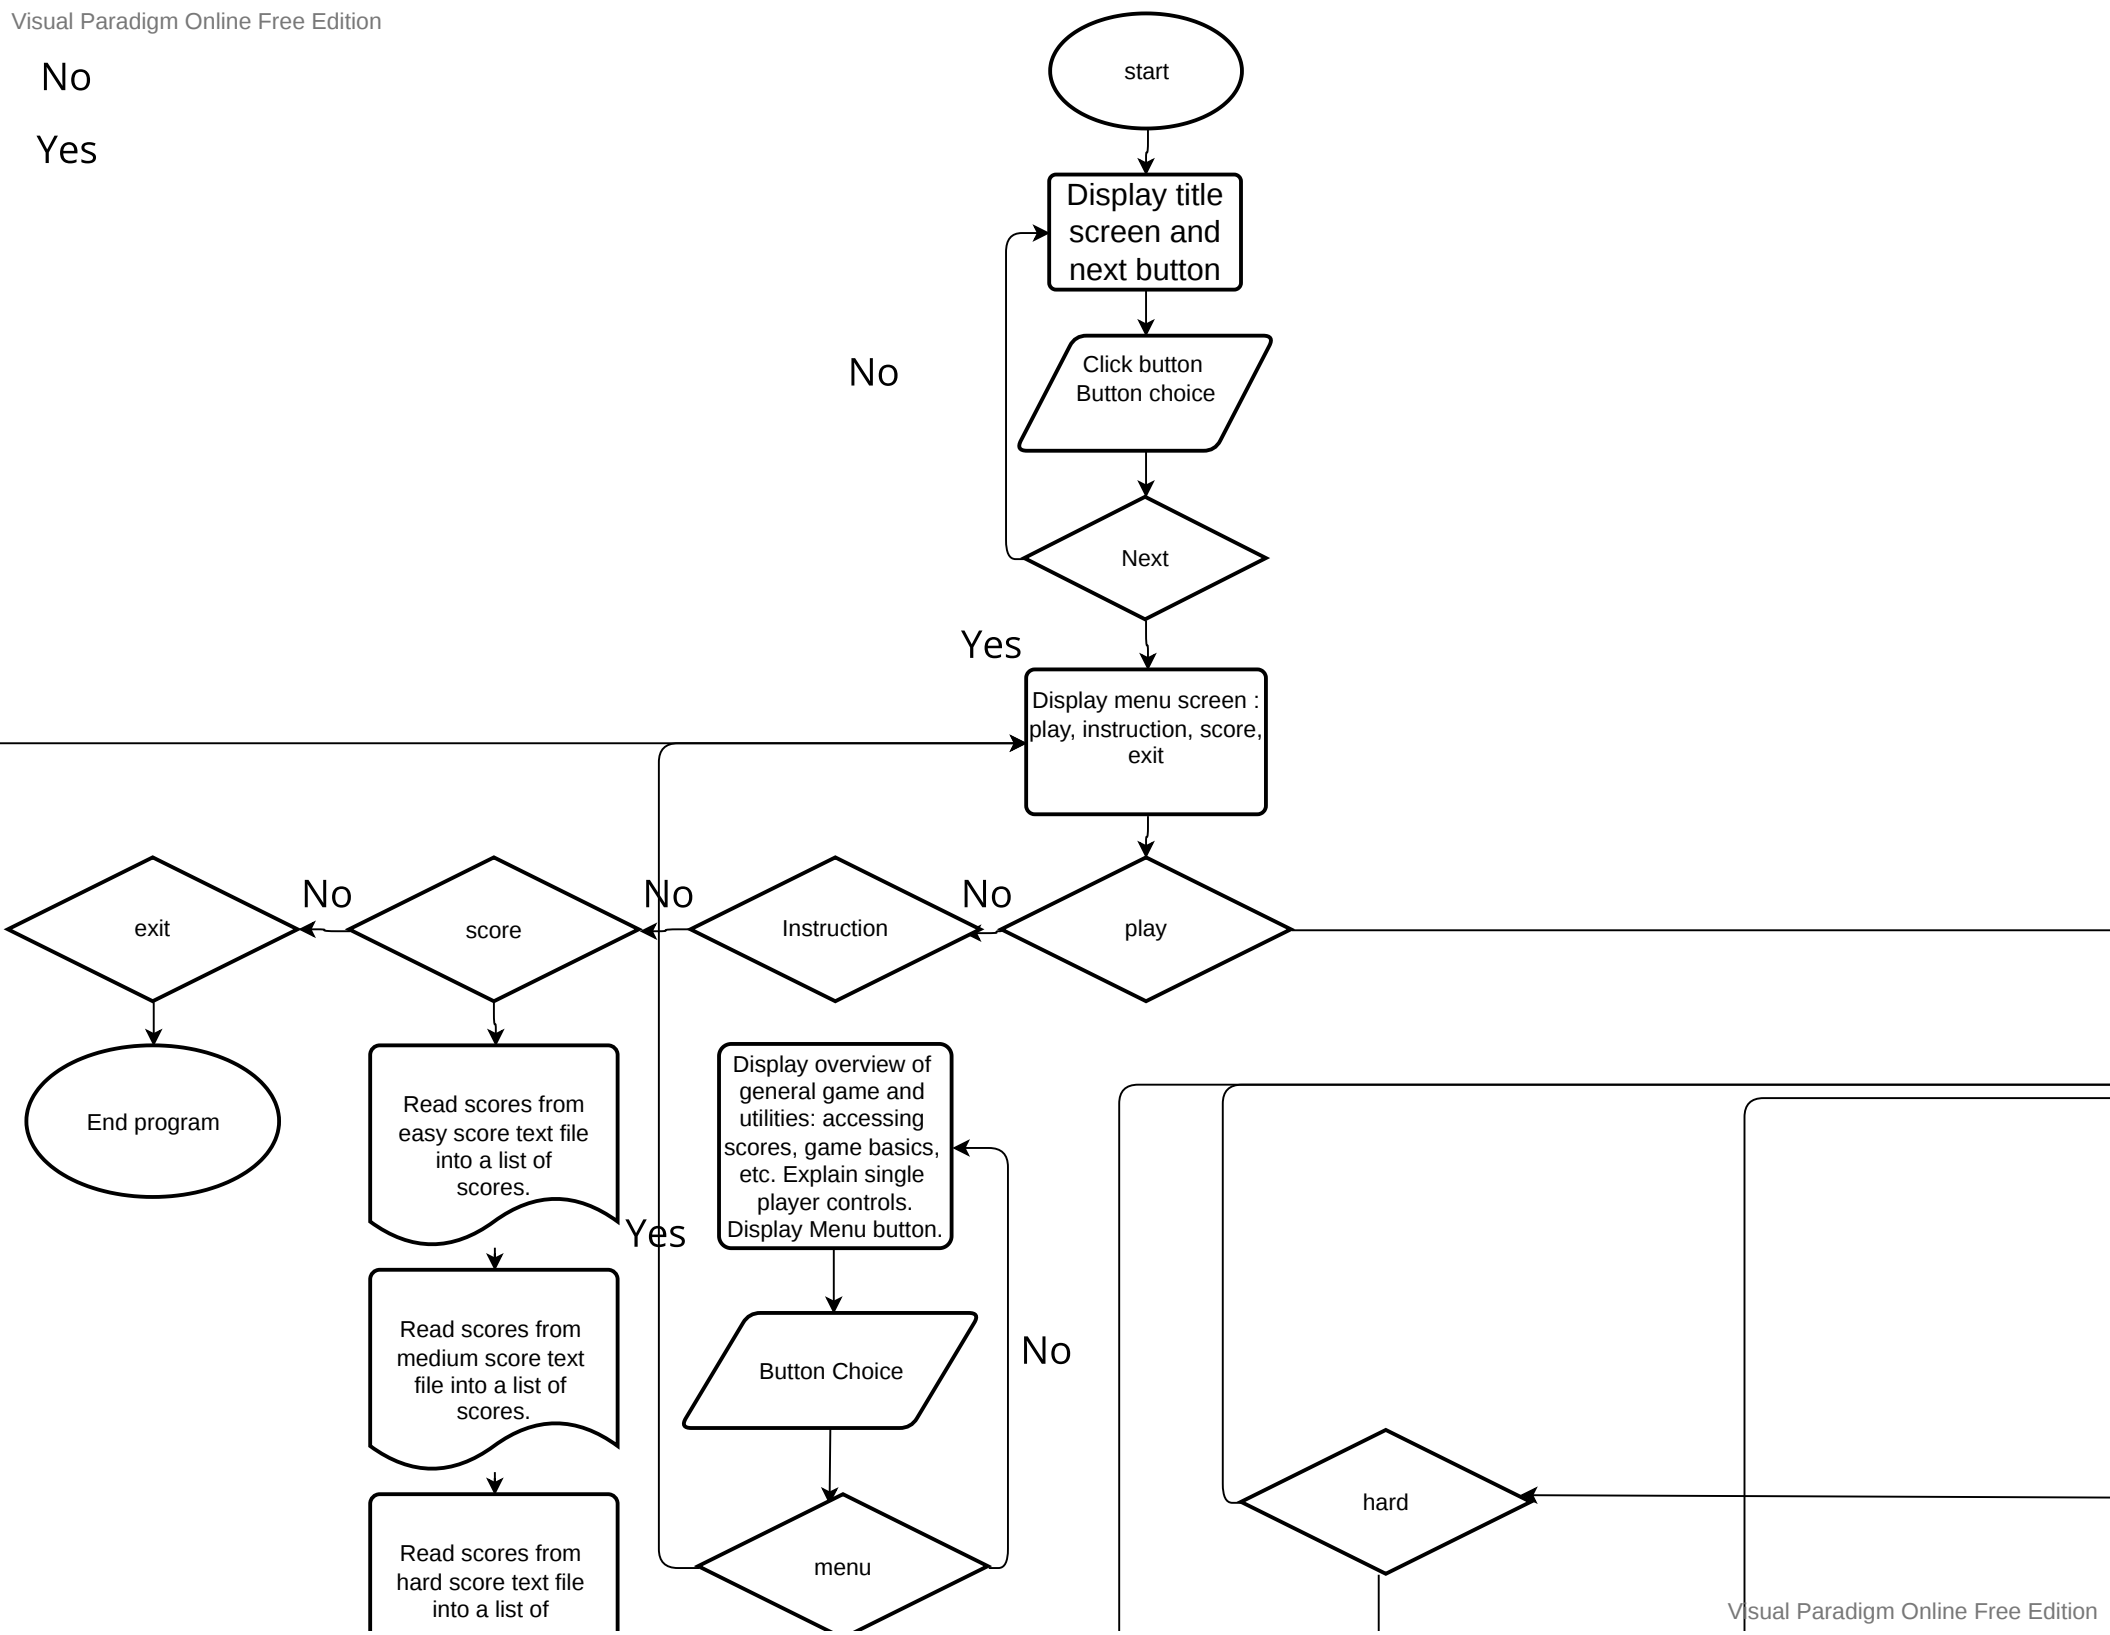 Visual Paradigm Online Free Edition
No
Yes
start
Display title
screen and
next button
Click button
Button choice
No
Next
Yes
Display menu screen :
play, instruction, score,
exit
No
No
No
exit
score
Instruction
play
End program
Read scores from
easy score text file
into a list of
scores.
Display overview of
general game and
utilities: accessing
scores, game basics,
etc. Explain single
player controls.
Display Menu button.
Yes
Read scores from
medium score text
file into a list of
scores.
Button Choice
No
hard
Read scores from
hard score text file
into a list of
menu
Visual Paradigm Online Free Edition